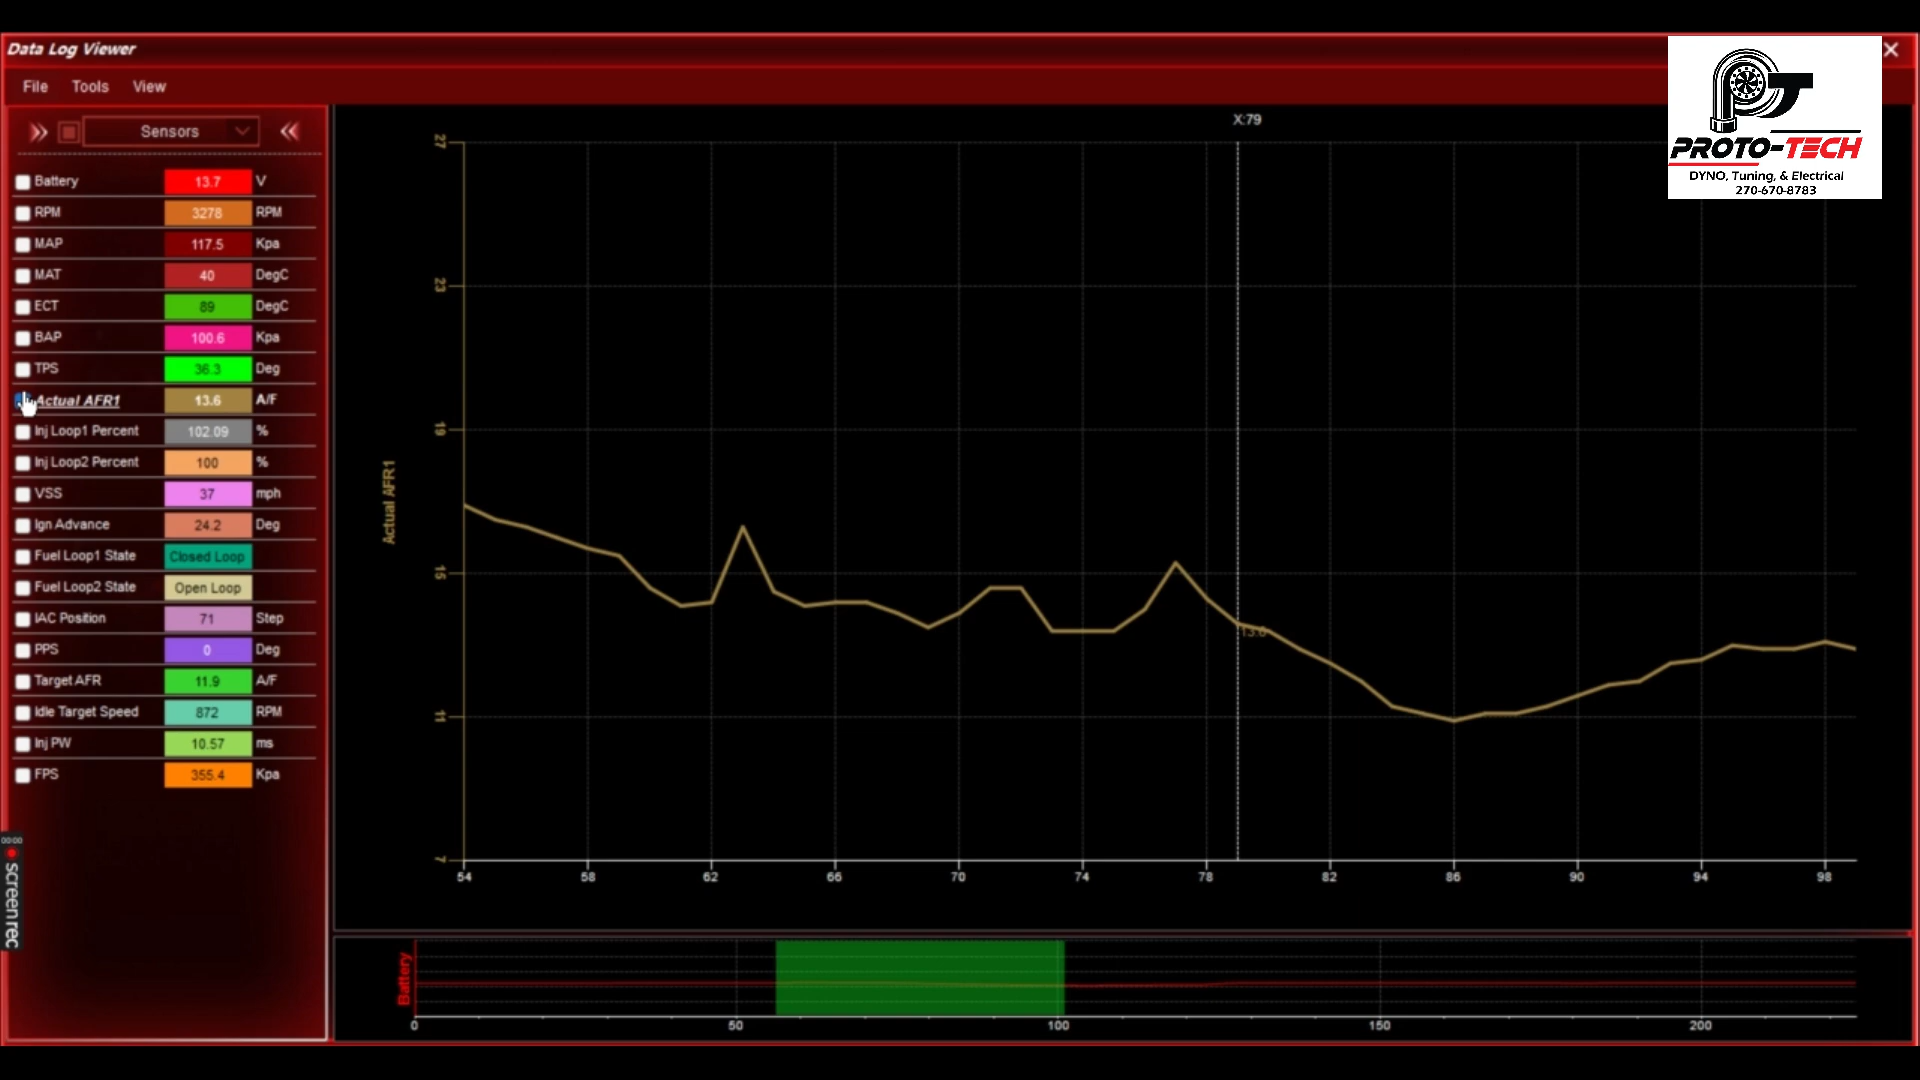 Data Log Viewer
File Tools View
Sensors
Battery 13.7 V
RPM 3278 RPM
MAP 117.5 Kpa
MAT 40 DegC
ECT 89 DegC
BAP 100.6 Kpa
TPS 36.3 Deg
Actual AFR1 13.6 A/F
Inj Loop1 Percent 102.09 %
Inj Loop2 Percent 100 %
VSS 37 mph
Ign Advance 24.2 Deg
Fuel Loop1 State Closed Loop
Fuel Loop2 State Open Loop
IAC Position 71 Step
PPS 0 Deg
Target AFR 11.9 A/F
Idle Target Speed 872 RPM
Inj PW 10.57 ms
FPS 355.4 Kpa
00:00
screenrec
X:79
27
23
19
15
11
7
Actual AFR1
13.6
54 58 62 66 70 74 78 82 86 90 94 98
Battery
0 50 100 150 200
PT
PROTO-TECH
DYNO, Tuning, & Electrical
270-670-8783